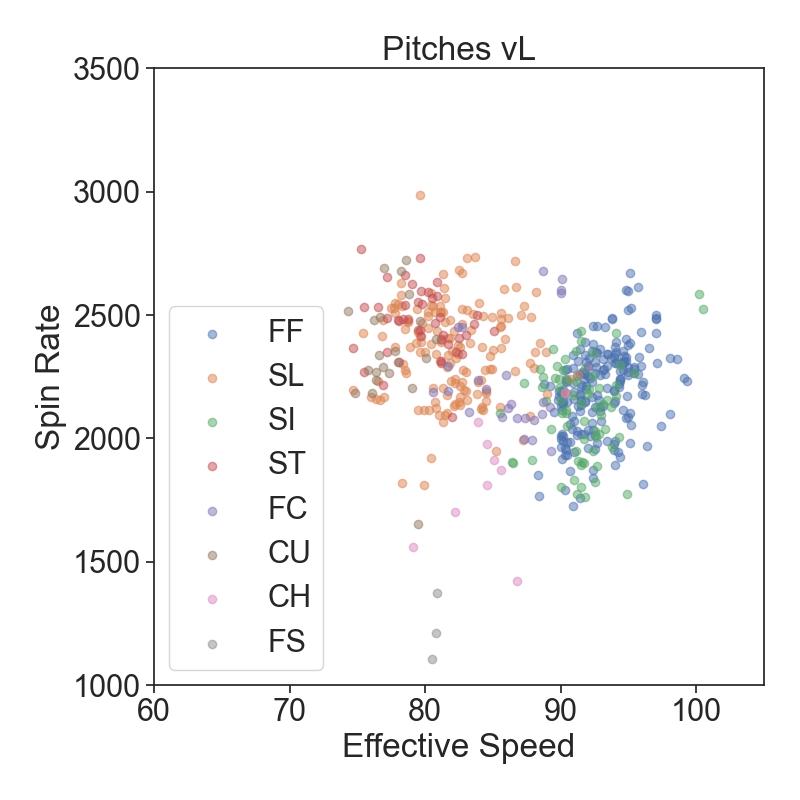 Pitches vL
3500
3000
2500
2000
1500
1000
Spin Rate
FF
SL
SI
ST
FC
CU
CH
FS
60 70 80 90 100
Effective Speed